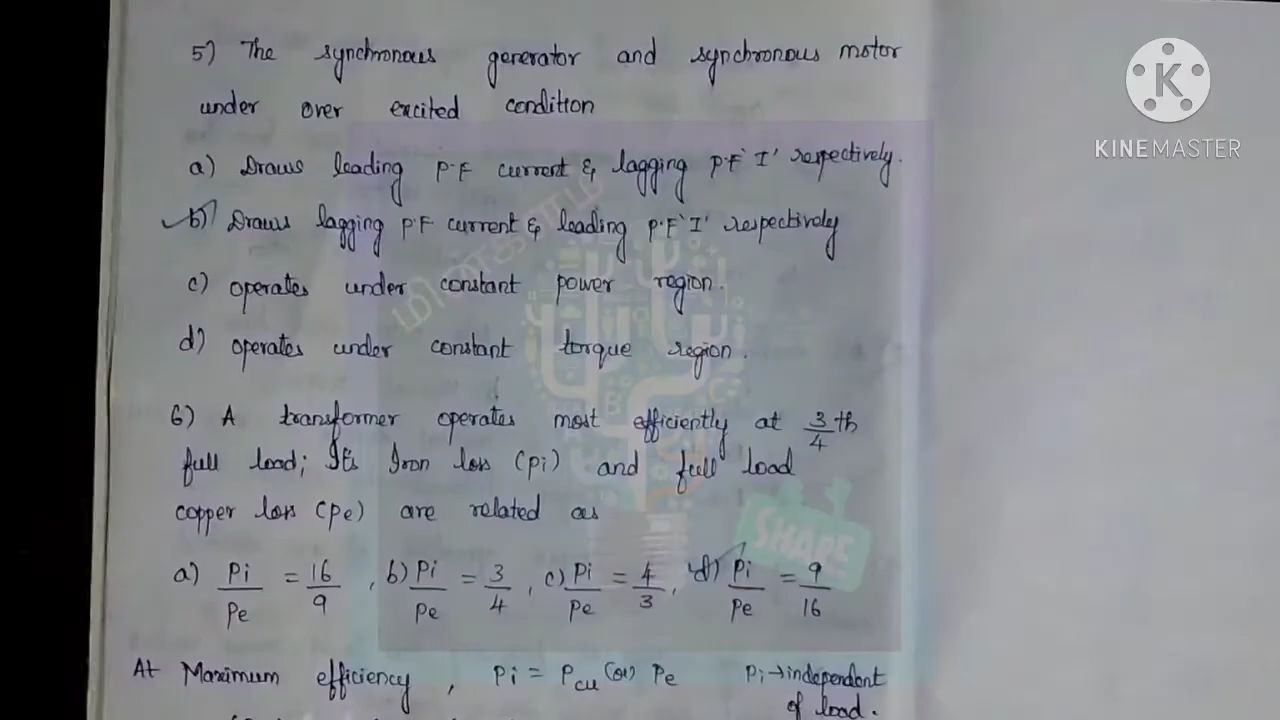 KINEMASTER
5) The synchronous generator and synchronous motor
under over excited condition
a) Draws leading P.F current & lagging P.F 'I' respectively.
b) Draws lagging P.F current & leading P.F 'I' respectively
c) operates under constant power region.
d) operates under constant torque region.
மின்காமடி
6) A transformer operates most efficiently at 3/4 th
full load; Its Iron loss (Pi) and full load
copper loss (Pe) are related as
SHARE
a) Pi/Pe = 16/9 , b) Pi/Pe = 3/4 , c) Pi/Pe = 4/3 , d) Pi/Pe = 9/16
At Maximum efficiency , Pi = Pcu (or) Pe Pi → independent
of load.